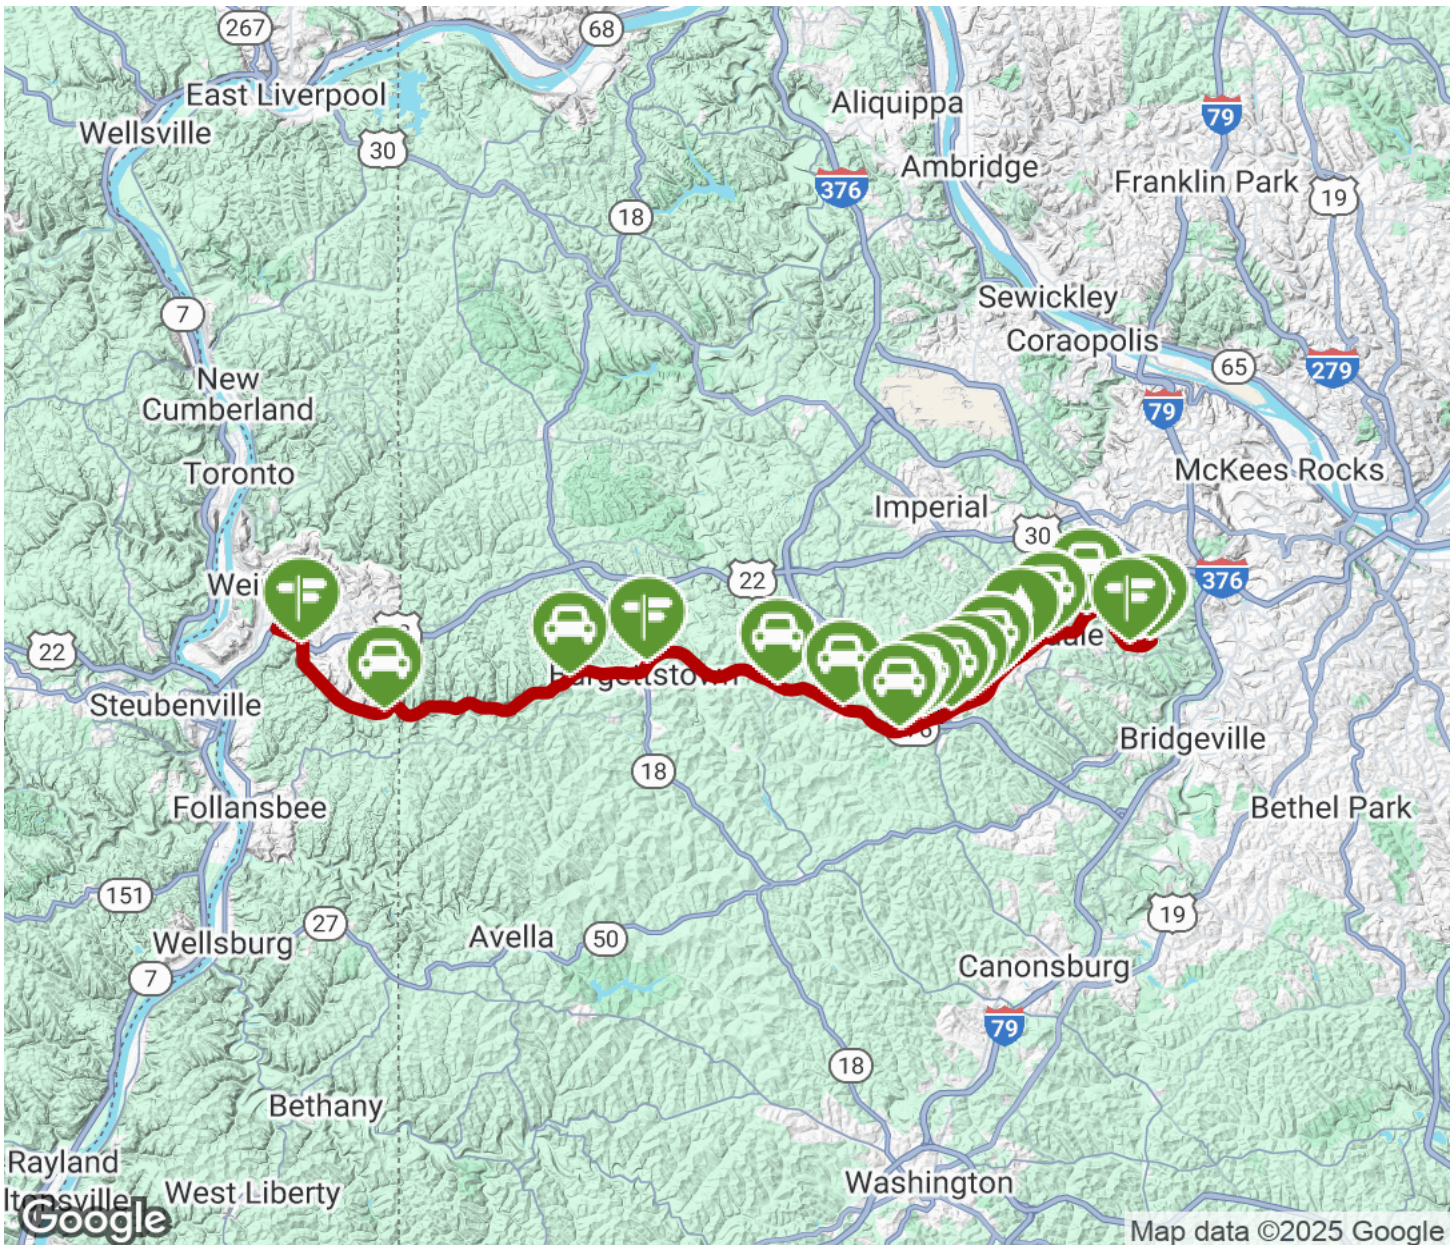 267
68
East Liverpool
Aliquippa
79
Wellsville
30
Ambridge
376
Franklin Park
19
18
7
Sewickley
Coraopolis
65
279
New
Cumberland
79
Toronto
McKees Rocks
Imperial
30
22
376
Wei
22
Steubenville
Burgettstown
18
Bridgeville
Follansbee
Bethel Park
151
27
19
Wellsburg
Avella
50
7
Canonsburg
79
18
Bethany
Rayland
West Liberty
Washington
Google
Map data ©2025 Google